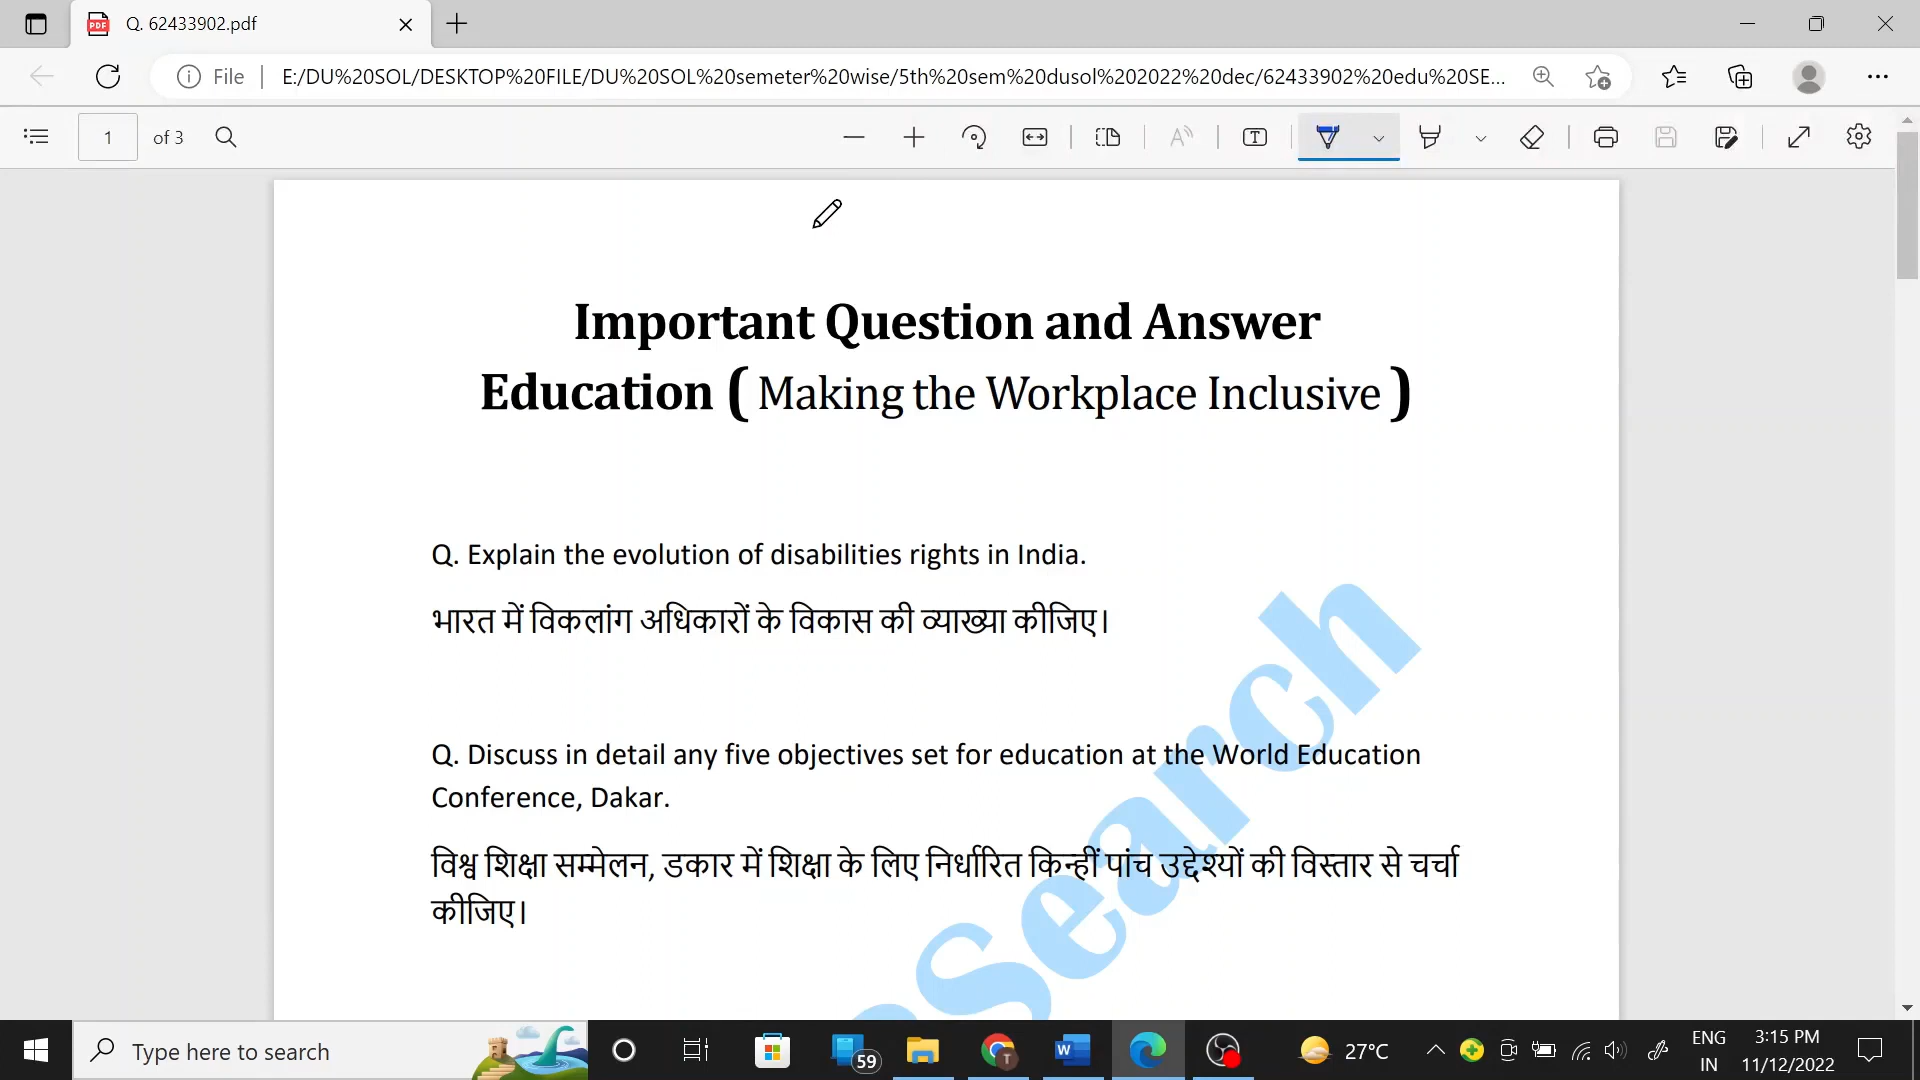 Q. 62433902.pdf
File
E:/DU%20SOL/DESKTOP%20FILE/DU%20SOL%20semeter%20wise/5th%20sem%20dusol%202022%20dec/62433902%20edu%20SE...
1 of 3
Important Question and Answer
Education ( Making the Workplace Inclusive )
Q. Explain the evolution of disabilities rights in India.
भारत में विकलांग अधिकारों के विकास की व्याख्या कीजिए।
Q. Discuss in detail any five objectives set for education at the World Education
Conference, Dakar.
विश्व शिक्षा सम्मेलन, डकार में शिक्षा के लिए निर्धारित किन्हीं पांच उद्देश्यों की विस्तार से चर्चा
कीजिए।
Search
Type here to search
59
27°C
ENG
IN
3:15 PM
11/12/2022